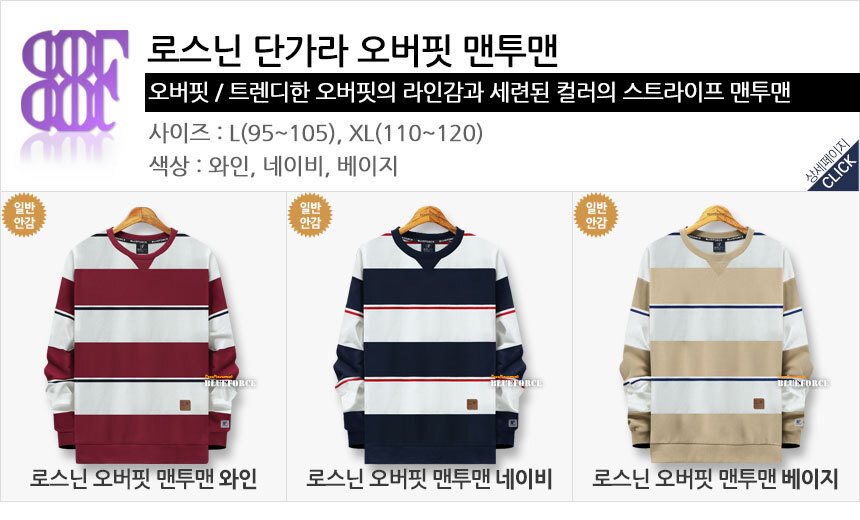 로스닌 단가라 오버핏 맨투맨
오버핏 / 트렌디한 오버핏의 라인감과 세련된 컬러의 스트라이프 맨투맨
사이즈 : L(95~105), XL(110~120)
색상 : 와인, 네이비, 베이지
상세페이지
CLICK
일반
안감
일반
안감
일반
안감
BLUEFORCE
BLUEFORCE
BLUEFORCE
로스닌 오버핏 맨투맨 와인
로스닌 오버핏 맨투맨 네이비
로스닌 오버핏 맨투맨 베이지